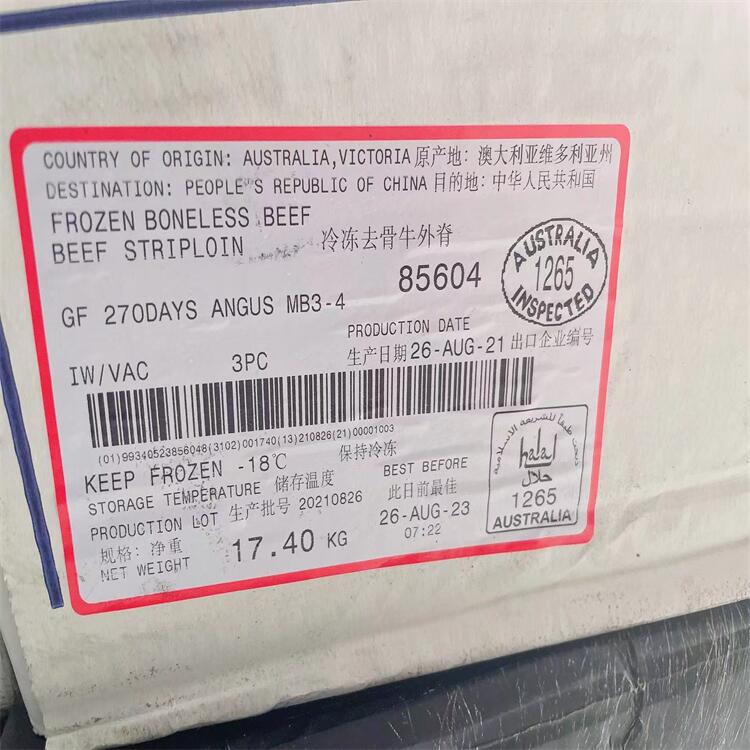 COUNTRY OF ORIGIN: AUSTRALIA,VICTORIA 原产地: 澳大利亚维多利亚州
DESTINATION: PEOPLE'S REPUBLIC OF CHINA 目的地: 中华人民共和国
FROZEN BONELESS BEEF
BEEF STRIPLOIN 冷冻去骨牛外脊
85604
AUSTRALIA
1265
INSPECTED
GF 270DAYS ANGUS MB3-4
PRODUCTION DATE
生产日期 26-AUG-21 出口企业编号
IW/VAC 3PC
(01)99340523856048(3102)001740(13)210826(21)00001003
KEEP FROZEN -18℃ 保持冷冻
STORAGE TEMPERATURE 储存温度
PRODUCTION LOT 生产批号 20210826
规格: 净重
NET WEIGHT 17.40 KG
BEST BEFORE
此日前最佳
26-AUG-23
07:22
ذبحت طبقاً للشريعة الاسلامية
halal
حلال
1265
AUSTRALIA